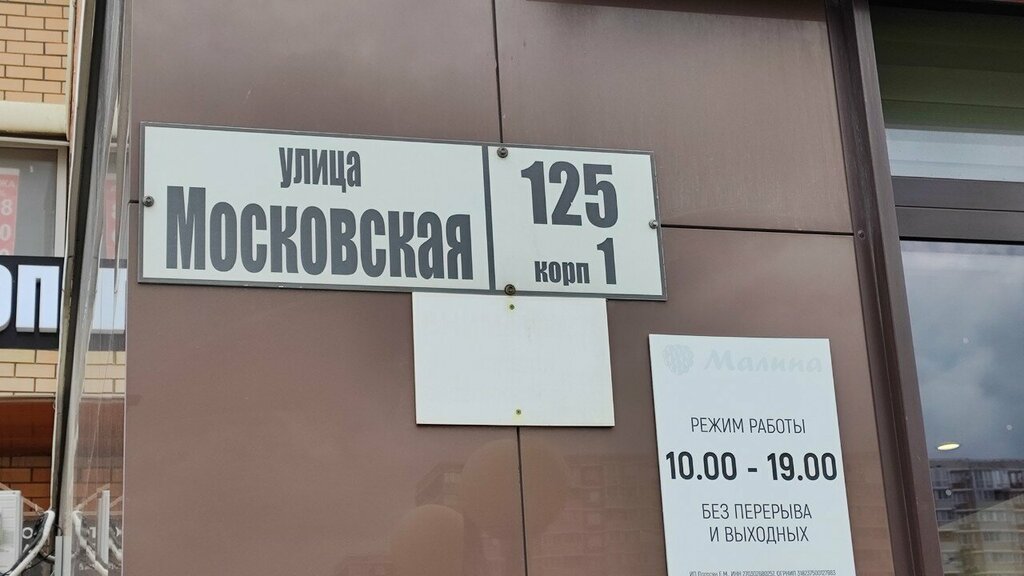 улица
Московская
125
корп 1
Малина
РЕЖИМ РАБОТЫ
10.00 - 19.00
БЕЗ ПЕРЕРЫВА
И ВЫХОДНЫХ